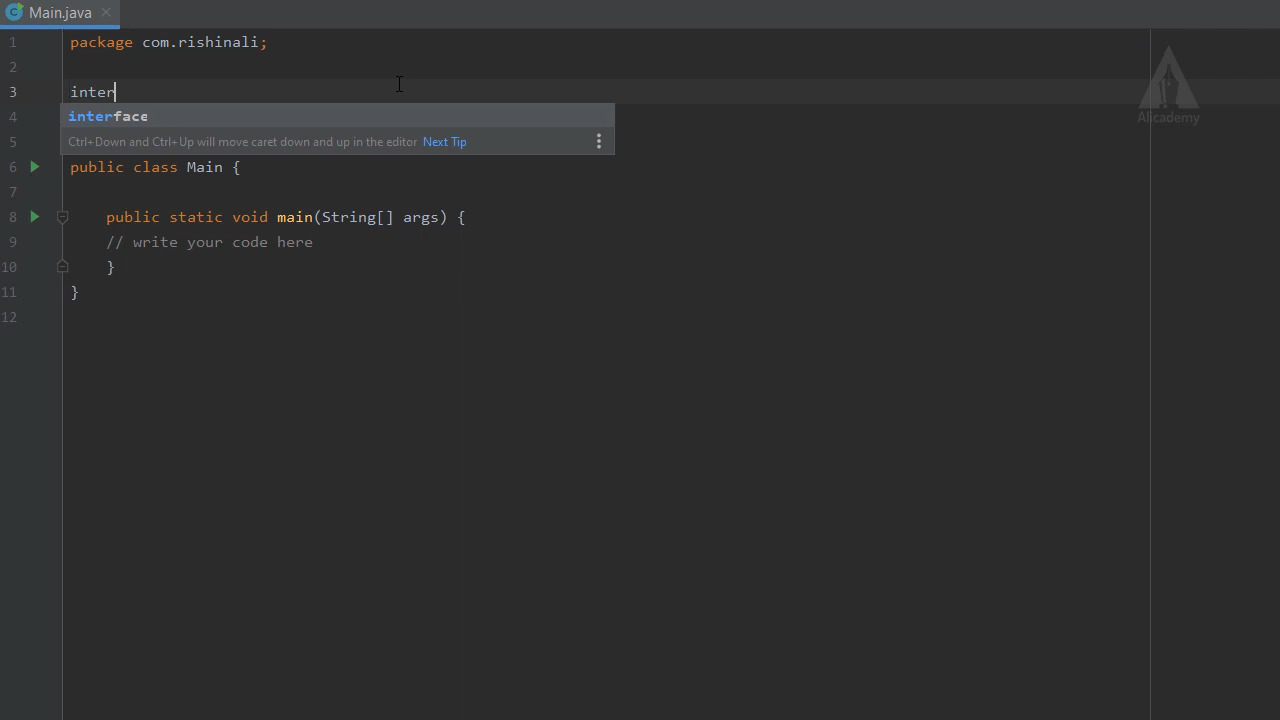 Main.java
1 package com.rishinali;
2
3 inter
4 interface
5 Ctrl+Down and Ctrl+Up will move caret down and up in the editor Next Tip
6 public class Main {
7
8 public static void main(String[] args) {
9 // write your code here
10 }
11 }
12
Alicademy